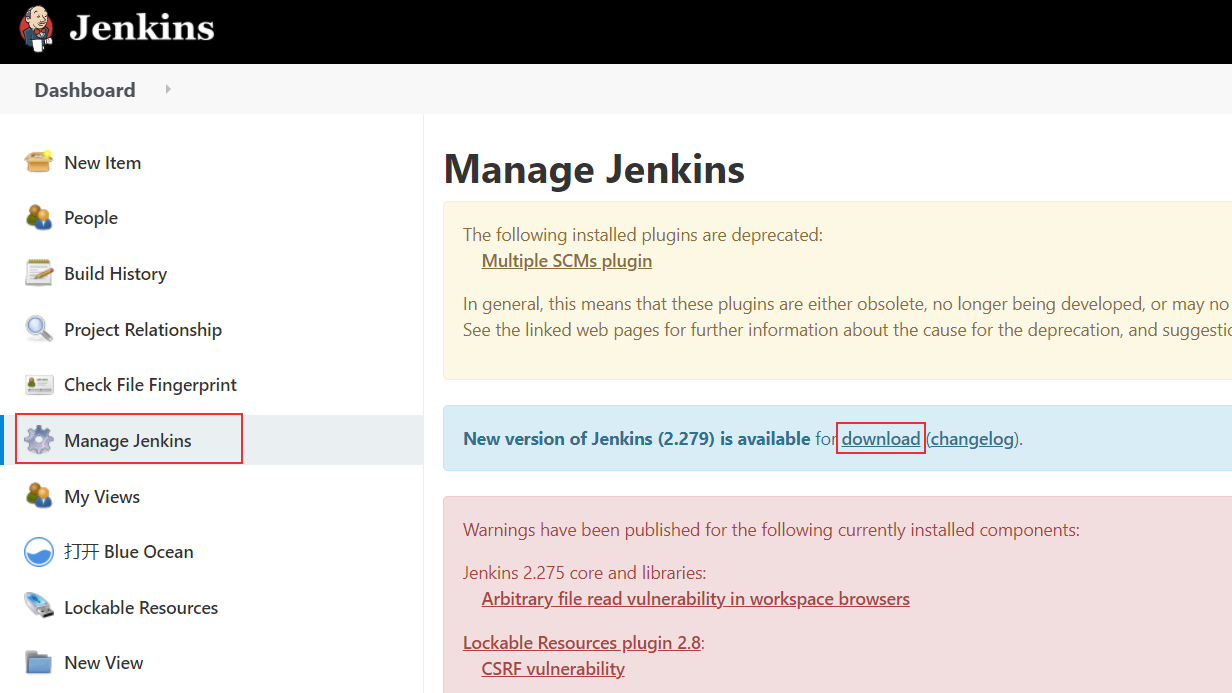 Jenkins
Dashboard
New Item
People
Build History
Project Relationship
Check File Fingerprint
Manage Jenkins
My Views
打开 Blue Ocean
Lockable Resources
New View
Manage Jenkins
The following installed plugins are deprecated:
Multiple SCMs plugin
In general, this means that these plugins are either obsolete, no longer being developed, or may no
See the linked web pages for further information about the cause for the deprecation, and suggestic
New version of Jenkins (2.279) is available for download (changelog).
Warnings have been published for the following currently installed components:
Jenkins 2.275 core and libraries:
Arbitrary file read vulnerability in workspace browsers
Lockable Resources plugin 2.8:
CSRF vulnerability